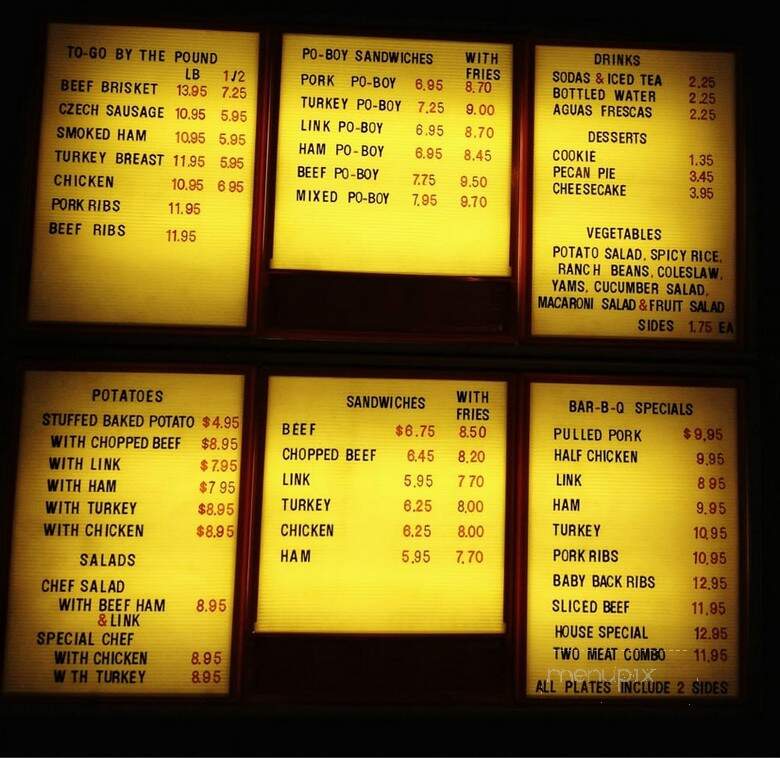 TO-GO BY THE POUND
LB 1/2
BEEF BRISKET 13.95 7.25
CZECH SAUSAGE 10.95 5.95
SMOKED HAM 10.95 5.95
TURKEY BREAST 11.95 5.95
CHICKEN 10.95 6 95
PORK RIBS 11.95
BEEF RIBS 11.95
PO-BOY SANDWICHES WITH
FRIES
PORK PO-BOY 6.95 8.70
TURKEY PO-BOY 7.25 9.00
LINK PO-BOY 6.95 8.70
HAM PO-BOY 6.95 8.45
BEEF PO-BOY 7.75 9.50
MIXED PO-BOY 7.95 9.70
DRINKS
SODAS & ICED TEA 2.25
BOTTLED WATER 2.25
AGUAS FRESCAS 2.25
DESSERTS
COOKIE 1.35
PECAN PIE 3.45
CHEESECAKE 3.95
VEGETABLES
POTATO SALAD, SPICY RICE,
RANCH BEANS, COLESLAW,
YAMS, CUCUMBER SALAD,
MACARONI SALAD & FRUIT SALAD
SIDES 1.75 EA
POTATOES
STUFFED BAKED POTATO $4.95
WITH CHOPPED BEEF $8.95
WITH LINK $7.95
WITH HAM $7 95
WITH TURKEY $8.95
WITH CHICKEN $8.95
SALADS
CHEF SALAD
WITH BEEF HAM 8.95
& LINK
SPECIAL CHEF
WITH CHICKEN 8.95
W TH TURKEY 8.95
SANDWICHES WITH
FRIES
BEEF $6.75 8.50
CHOPPED BEEF 6.45 8.20
LINK 5.95 7 70
TURKEY 6.25 8.00
CHICKEN 6.25 8.00
HAM 5.95 7.70
BAR-B-Q SPECIALS
PULLED PORK $9.95
HALF CHICKEN 9.95
LINK 8 95
HAM 9.95
TURKEY 10.95
PORK RIBS 10.95
BABY BACK RIBS 12.95
SLICED BEEF 11.95
HOUSE SPECIAL 12.95
TWO MEAT COMBO 11.95
menupix
ALL PLATES INCLUDE 2 SIDES